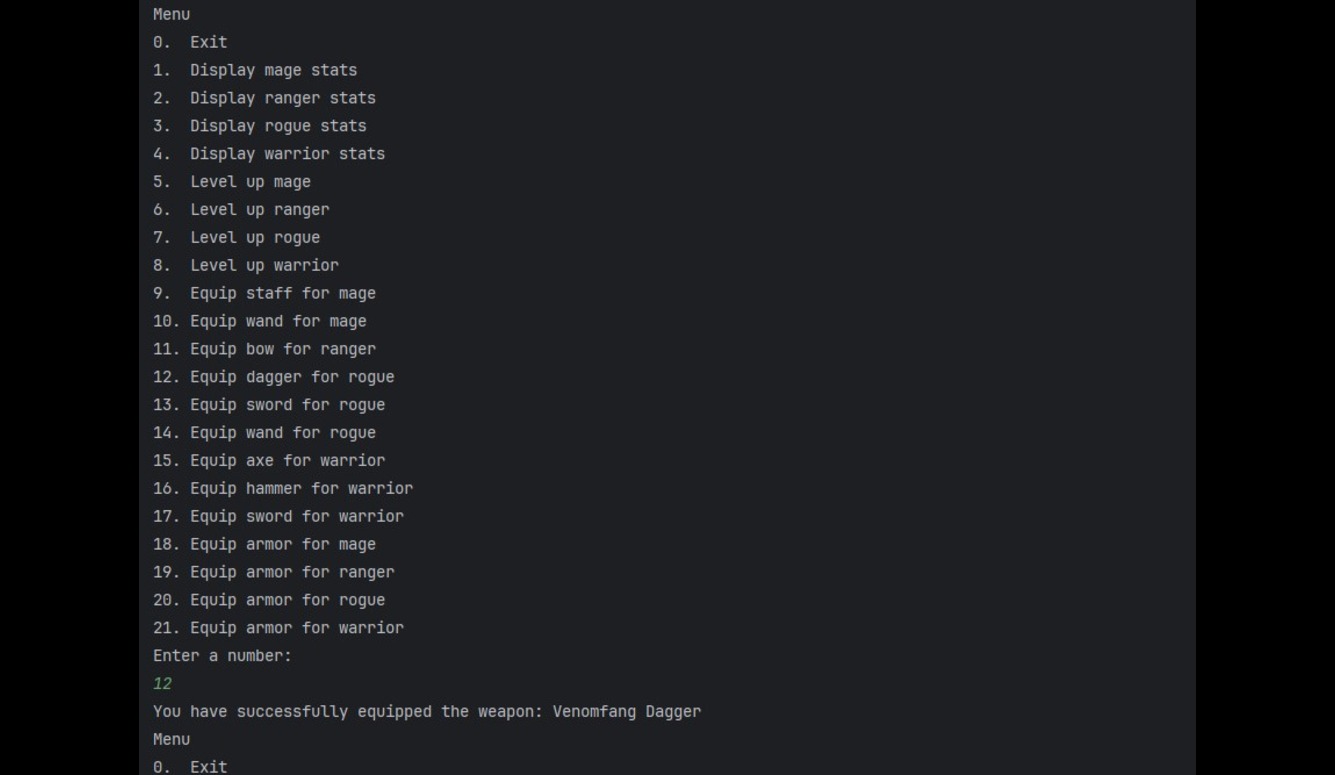 Menu
0.  Exit
1.  Display mage stats
2.  Display ranger stats
3.  Display rogue stats
4.  Display warrior stats
5.  Level up mage
6.  Level up ranger
7.  Level up rogue
8.  Level up warrior
9.  Equip staff for mage
10. Equip wand for mage
11. Equip bow for ranger
12. Equip dagger for rogue
13. Equip sword for rogue
14. Equip wand for rogue
15. Equip axe for warrior
16. Equip hammer for warrior
17. Equip sword for warrior
18. Equip armor for mage
19. Equip armor for ranger
20. Equip armor for rogue
21. Equip armor for warrior
Enter a number:
12
You have successfully equipped the weapon: Venomfang Dagger
Menu
0.  Exit